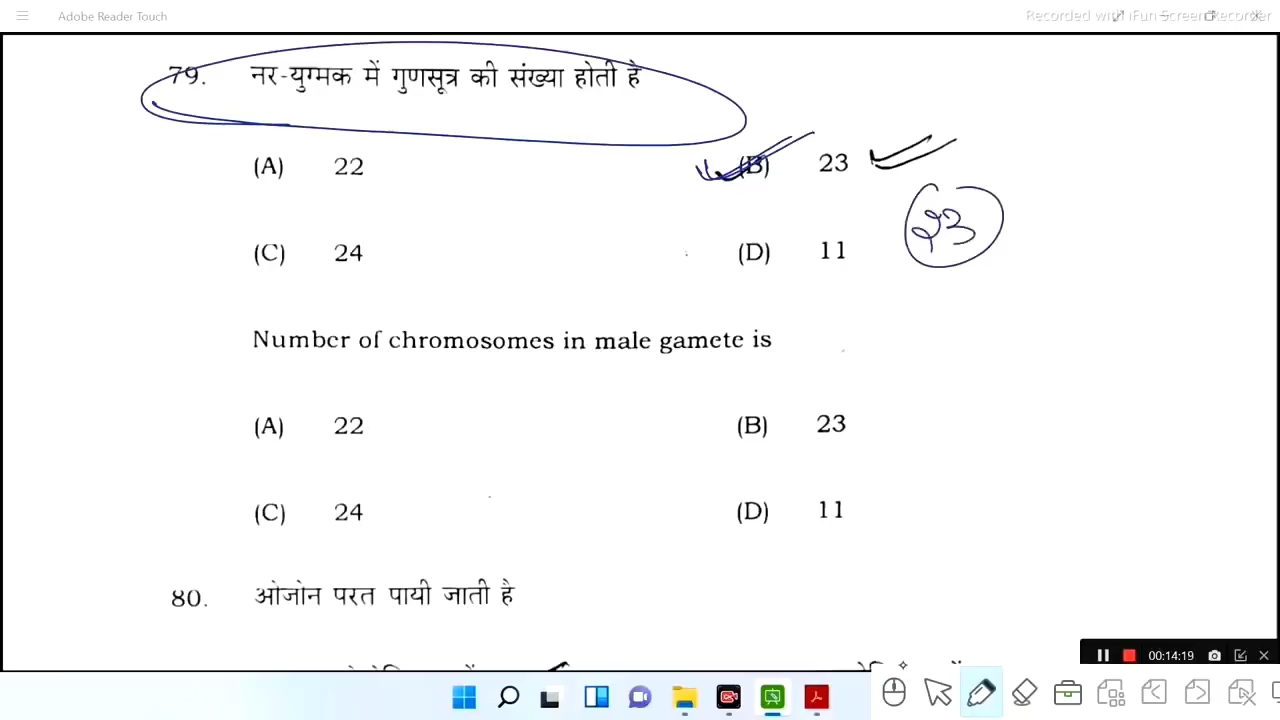 Adobe Reader Touch
Recorded with iFun Screen Recorder
79. नर-युग्मक में गुणसूत्र की संख्या होती है
(A) 22 (B) 23
23
(C) 24 (D) 11
Number of chromosomes in male gamete is
(A) 22 (B) 23
(C) 24 (D) 11
80. ओजोन परत पायी जाती है
00:14:19